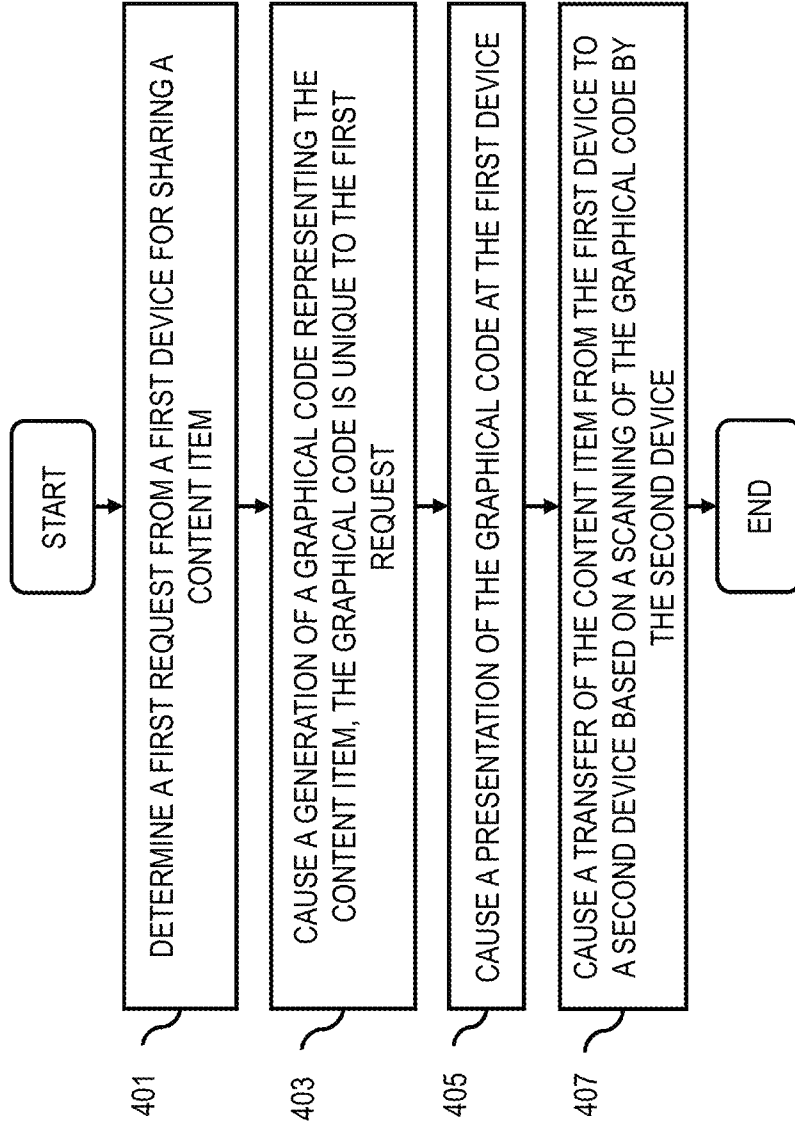 START
401
DETERMINE A FIRST REQUEST FROM A FIRST DEVICE FOR SHARING A
CONTENT ITEM
403
CAUSE A GENERATION OF A GRAPHICAL CODE REPRESENTING THE
CONTENT ITEM, THE GRAPHICAL CODE IS UNIQUE TO THE FIRST
REQUEST
405
CAUSE A PRESENTATION OF THE GRAPHICAL CODE AT THE FIRST DEVICE
407
CAUSE A TRANSFER OF THE CONTENT ITEM FROM THE FIRST DEVICE TO
A SECOND DEVICE BASED ON A SCANNING OF THE GRAPHICAL CODE BY
THE SECOND DEVICE
END